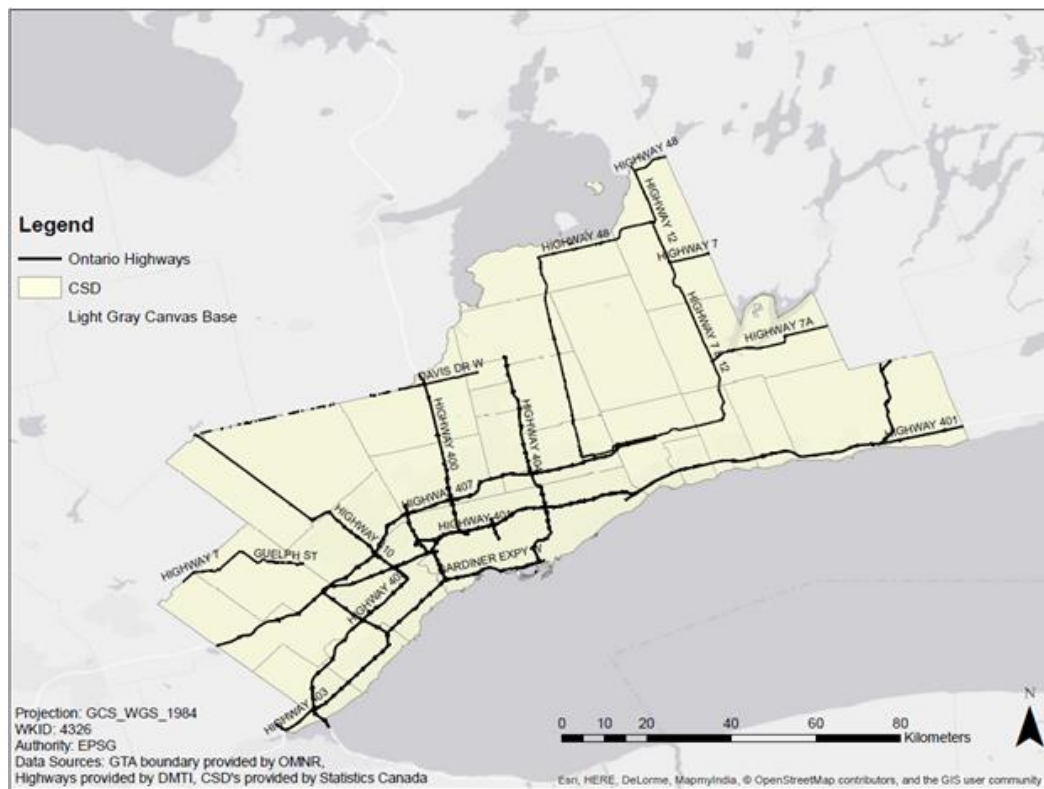 HIGHWAY 48
HIGHWAY 12
HIGHWAY 48
HIGHWAY 7
HIGHWAY 7 12
HIGHWAY 7A
Legend
Ontario Highways
CSD
Light Gray Canvas Base
DAVIS DR W
HIGHWAY 400
HIGHWAY 404
HIGHWAY 401
HIGHWAY 407
HIGHWAY 401
HIGHWAY 410
GUELPH ST
HIGHWAY 7
GARDINER EXPY W
HIGHWAY 403
HIGHWAY 403
Projection: GCS_WGS_1984
WKID: 4326
Authority: EPSG
Data Sources: GTA boundary provided by OMNR,
Highways provided by DMTI, CSD's provided by Statistics Canada
N
0 10 20 40 60 80
Kilometers
Esri, HERE, DeLorme, MapmyIndia, © OpenStreetMap contributors, and the GIS user community